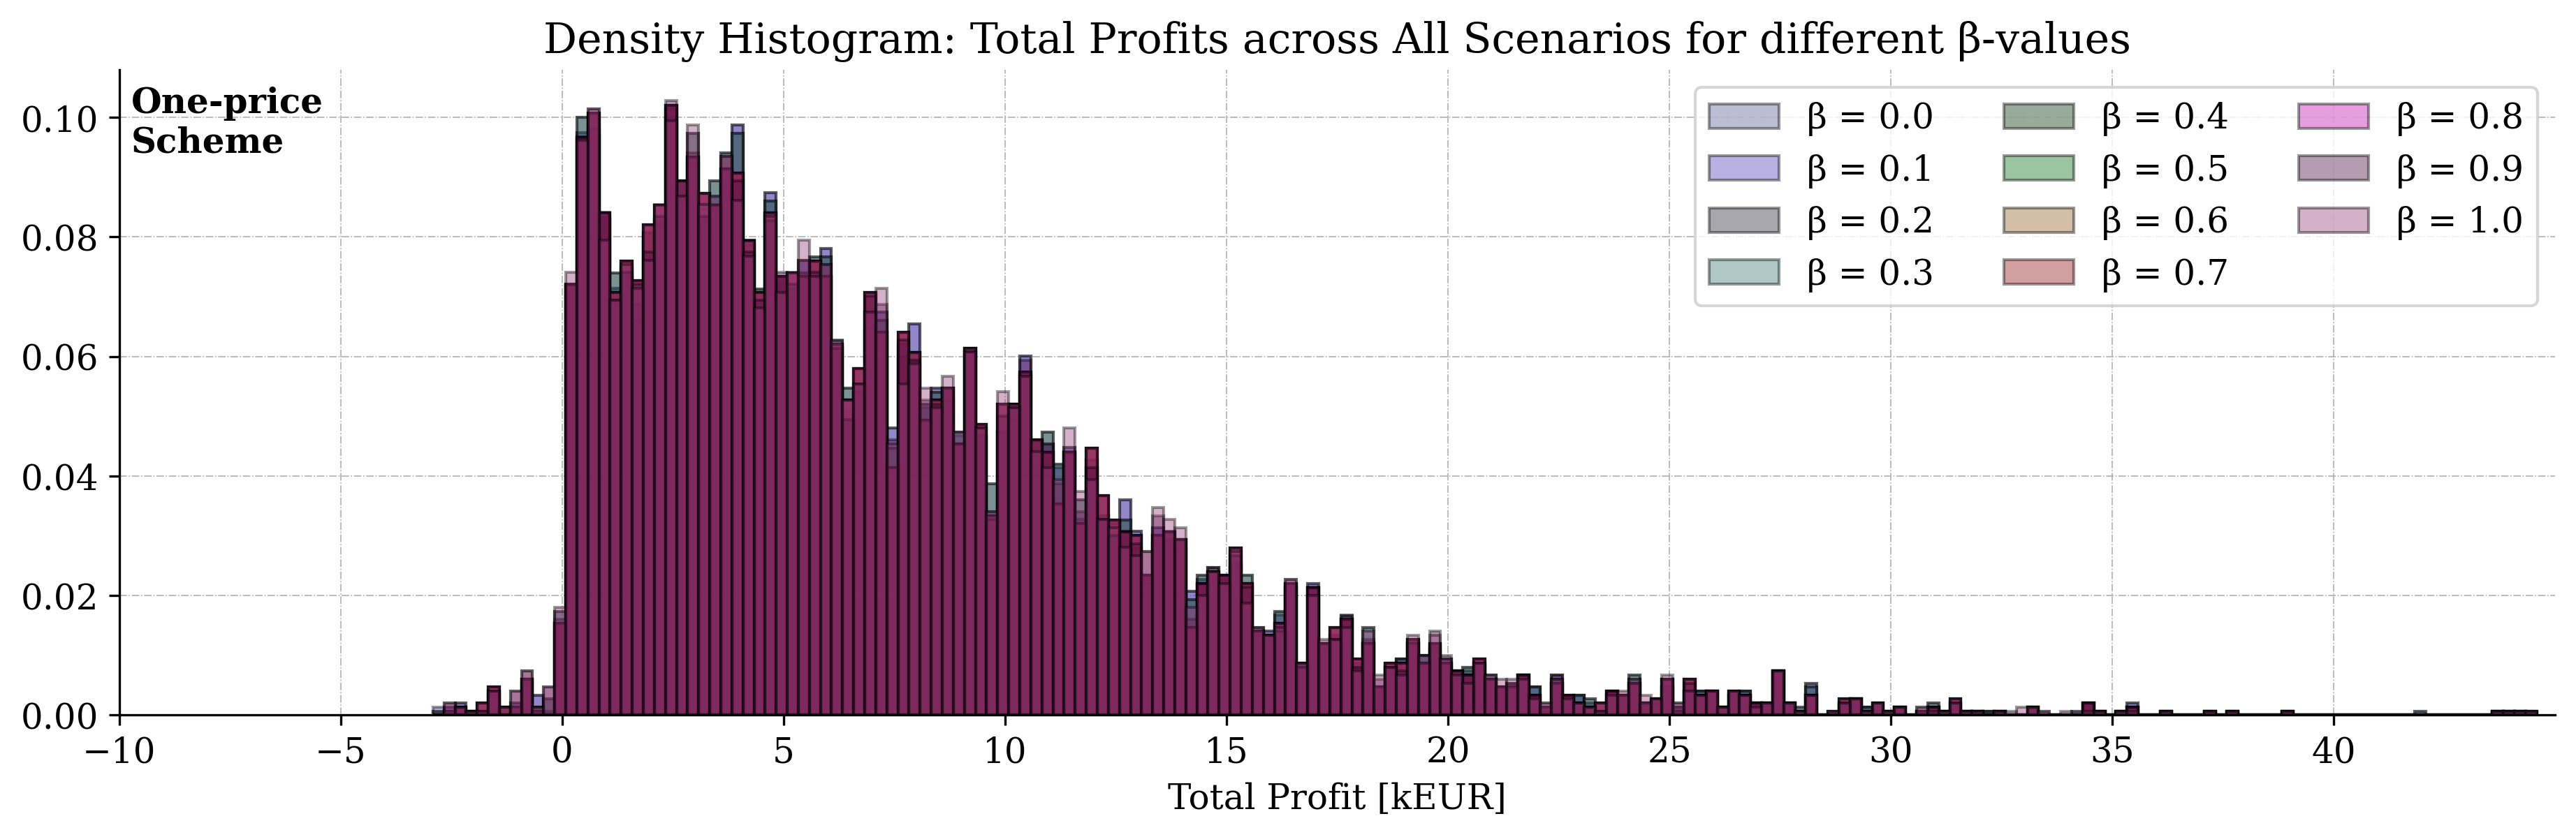 Density Histogram: Total Profits across All Scenarios for different β-values
One-price
Scheme
β = 0.0
β = 0.1
β = 0.2
β = 0.3
β = 0.4
β = 0.5
β = 0.6
β = 0.7
β = 0.8
β = 0.9
β = 1.0
0.10
0.08
0.06
0.04
0.02
0.00
−10 −5 0 5 10 15 20 25 30 35 40
Total Profit [kEUR]